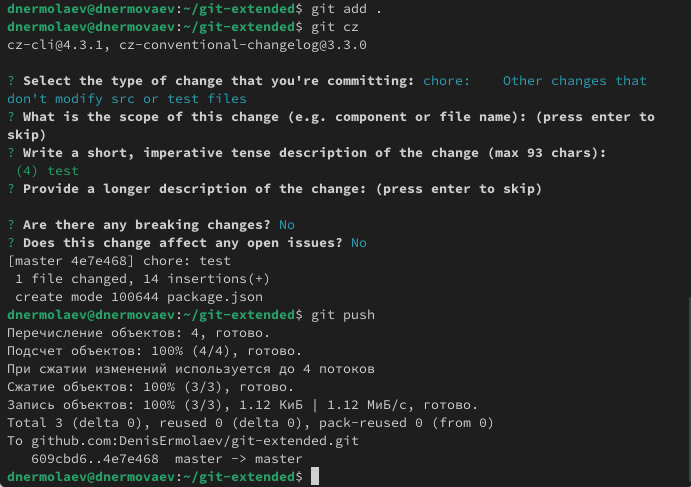 dnermolaev@dnermovaev:~/git-extended$ git add .
dnermolaev@dnermovaev:~/git-extended$ git cz
cz-cli@4.3.1, cz-conventional-changelog@3.3.0
? Select the type of change that you're committing: chore:    Other changes that
don't modify src or test files
? What is the scope of this change (e.g. component or file name): (press enter to
skip)
? Write a short, imperative tense description of the change (max 93 chars):
 (4) test
? Provide a longer description of the change: (press enter to skip)
? Are there any breaking changes? No
? Does this change affect any open issues? No
[master 4e7e468] chore: test
 1 file changed, 14 insertions(+)
 create mode 100644 package.json
dnermolaev@dnermovaev:~/git-extended$ git push
Перечисление объектов: 4, готово.
Подсчет объектов: 100% (4/4), готово.
При сжатии изменений используется до 4 потоков
Сжатие объектов: 100% (3/3), готово.
Запись объектов: 100% (3/3), 1.12 КиБ | 1.12 МиБ/с, готово.
Total 3 (delta 0), reused 0 (delta 0), pack-reused 0 (from 0)
To github.com:DenisErmolaev/git-extended.git
   609cbd6..4e7e468  master -> master
dnermolaev@dnermovaev:~/git-extended$